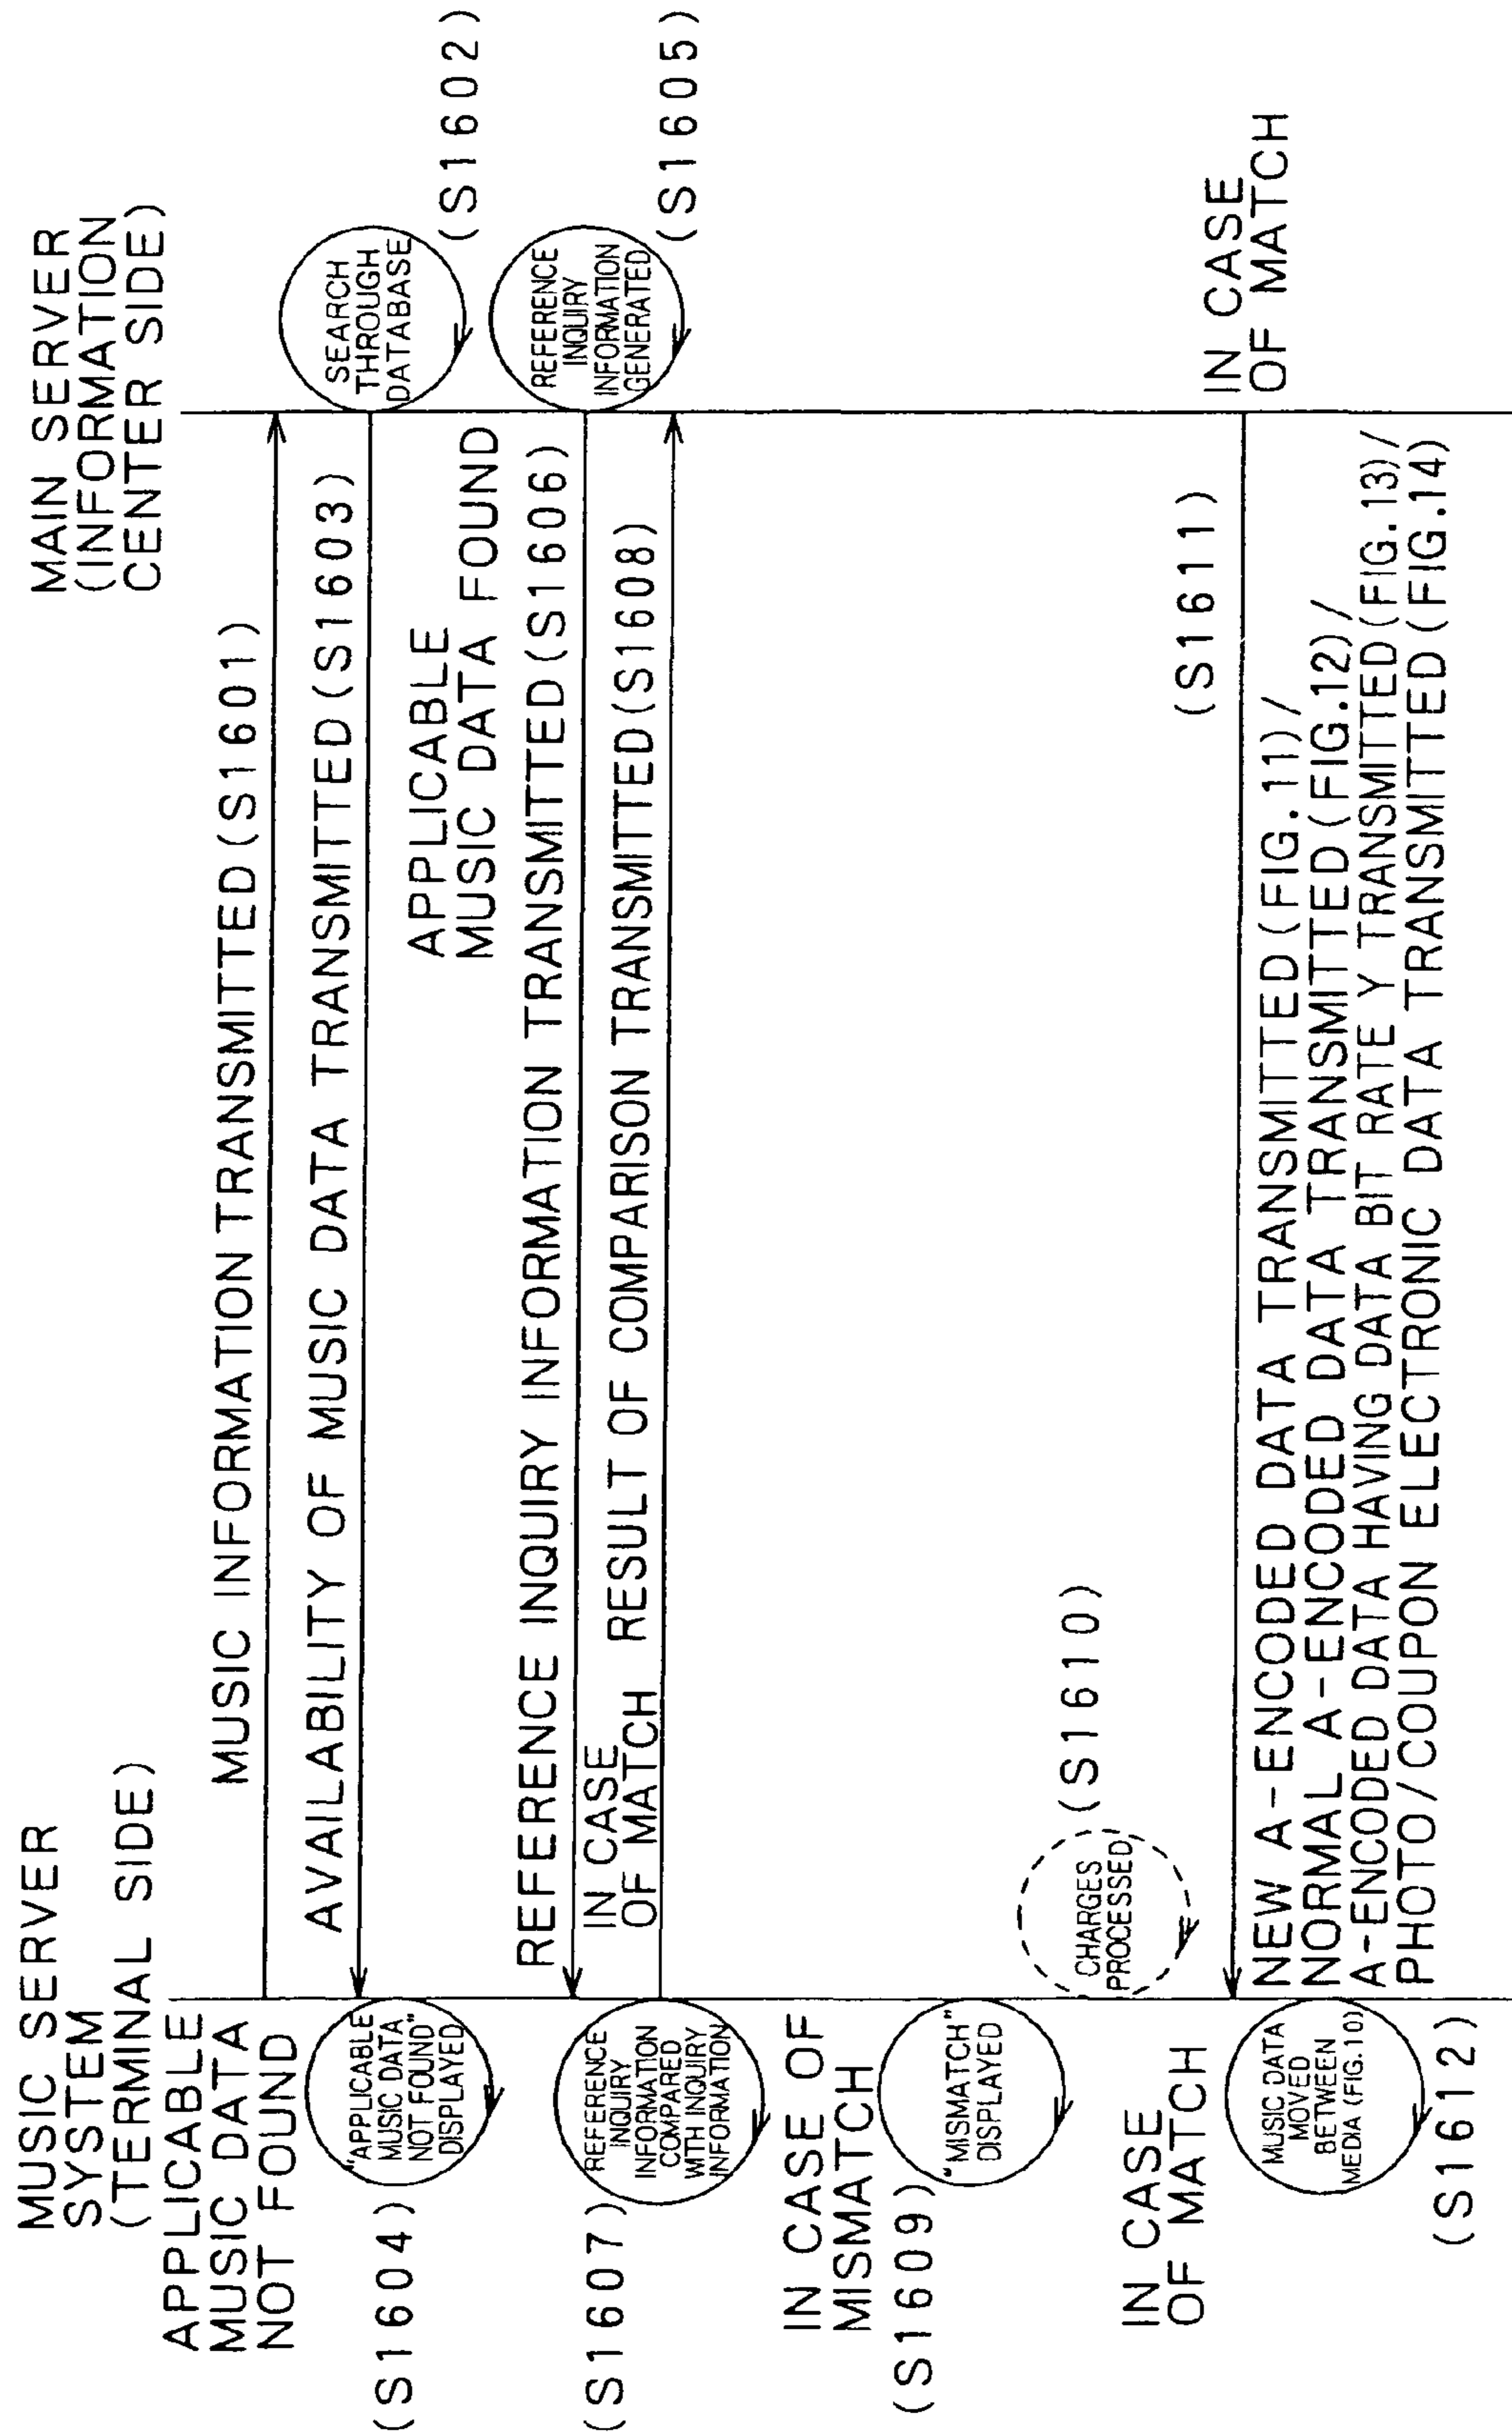 MUSIC SERVER
SYSTEM
(TERMINAL SIDE)
MAIN SERVER
(INFORMATION
CENTER SIDE)
APPLICABLE
MUSIC DATA
NOT FOUND
MUSIC INFORMATION TRANSMITTED(S1601)
SEARCH
THROUGH
DATABASE
(S1602)
AVAILABILITY OF MUSIC DATA TRANSMITTED(S1603)
"APPLICABLE
MUSIC DATA
NOT FOUND"
DISPLAYED
(S1604)
APPLICABLE
MUSIC DATA FOUND
REFERENCE
INQUIRY
INFORMATION
GENERATED
(S1605)
REFERENCE INQUIRY INFORMATION TRANSMITTED(S1606)
REFERENCE
INQUIRY
INFORMATION
COMPARED
WITH INQUIRY
INFORMATION
(S1607)
IN CASE
OF MATCH
RESULT OF COMPARISON TRANSMITTED(S1608)
IN CASE OF
MISMATCH
"MISMATCH"
DISPLAYED
(S1609)
CHARGES
PROCESSED
(S1610)
IN CASE
OF MATCH
(S1611)
IN CASE
OF MATCH
NEW A-ENCODED DATA TRANSMITTED(FIG.11)/
NORMAL A-ENCODED DATA TRANSMITTED(FIG.12)/
A-ENCODED DATA HAVING DATA BIT RATE Y TRANSMITTED(FIG.13)/
PHOTO/COUPON ELECTRONIC DATA TRANSMITTED(FIG.14)
MUSIC DATA
MOVED
BETWEEN
MEDIA(FIG.10)
(S1612)